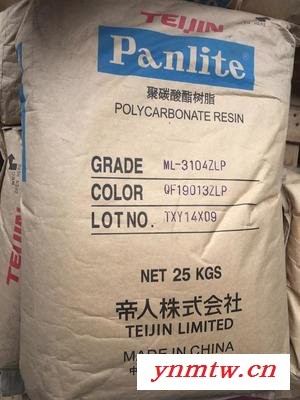 TEIJIN
Panlite
聚碳酸酯树脂
POLYCARBONATE RESIN
GRADE ML-3104ZLP
COLOR QF19013ZLP
LOT NO. TXY14X09
NET 25 KGS
帝人株式会社
TEIJIN LIMITED
MADE IN CHINA
中
ynmtw.cn